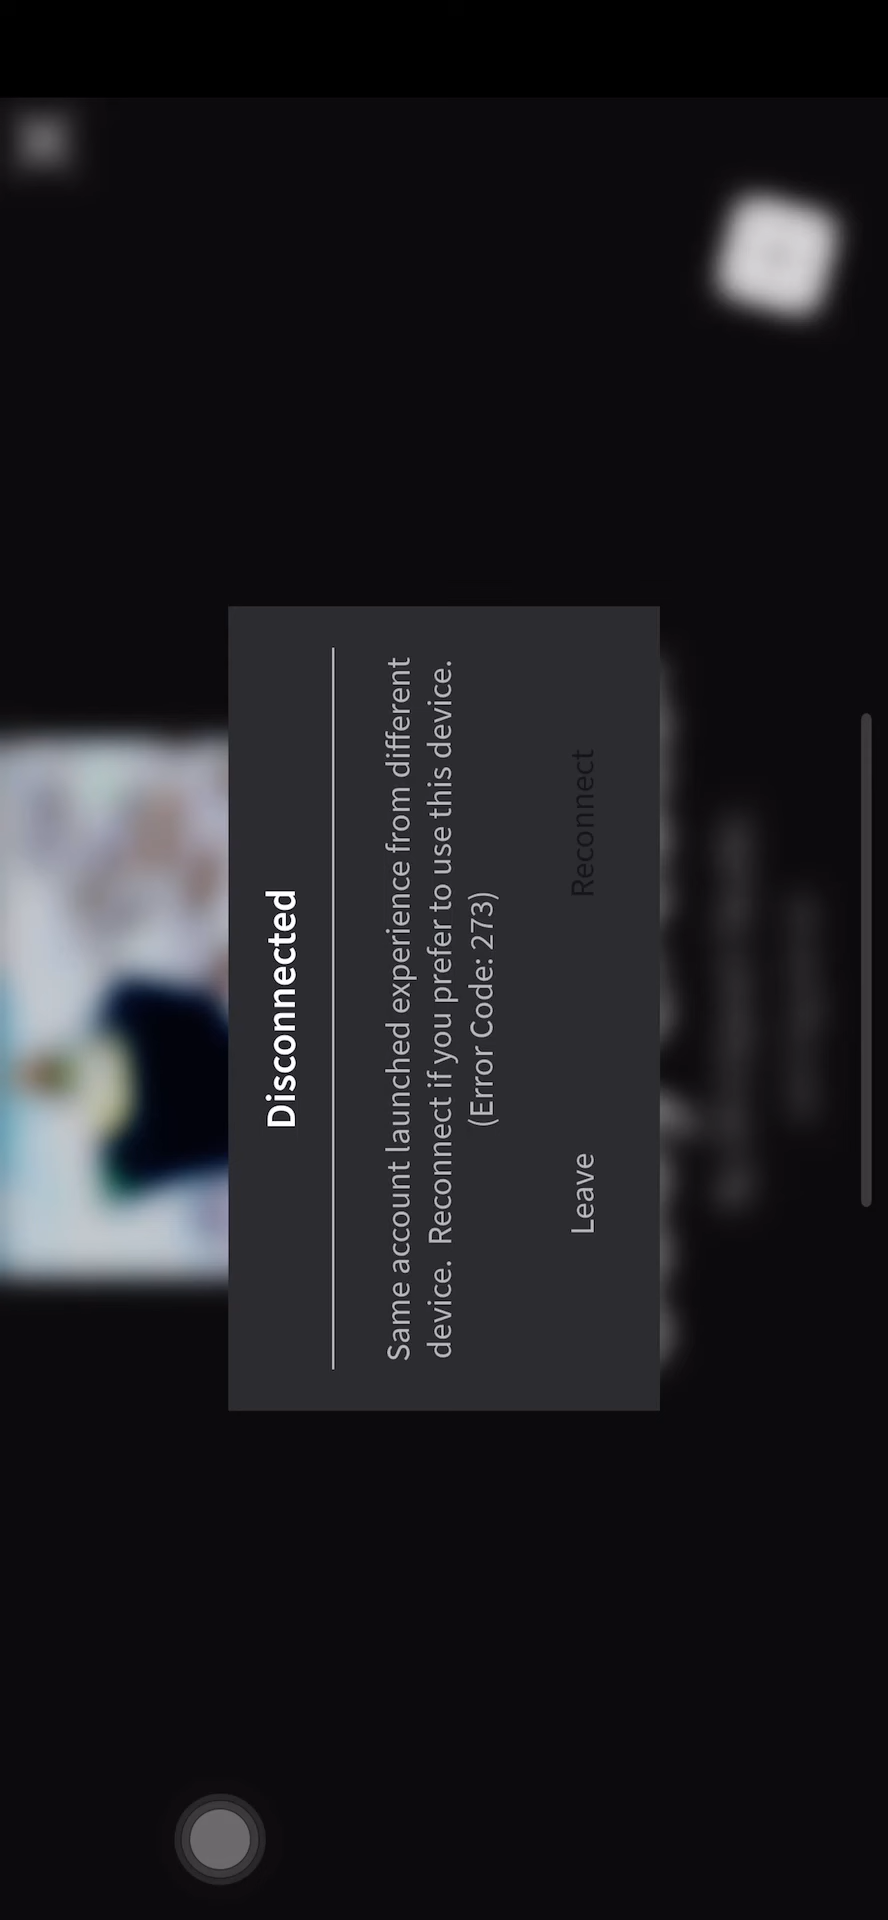 Disconnected
Same account launched experience from different
device. Reconnect if you prefer to use this device.
(Error Code: 273)
Leave
Reconnect